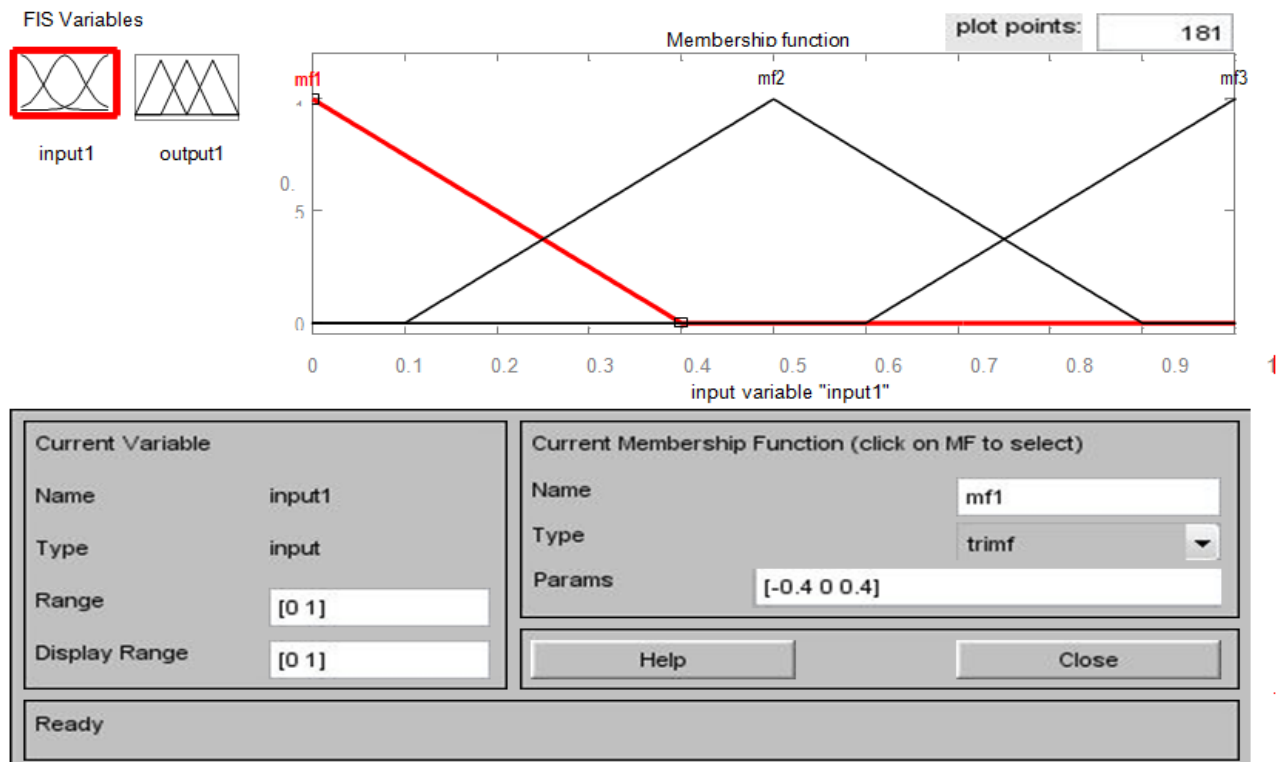 FIS Variables
plot points: 181
Membership function
mf1 mf2 mf3
input1 output1
0.
5
0
0 0.1 0.2 0.3 0.4 0.5 0.6 0.7 0.8 0.9
input variable "input1"
Current Variable
Name input1
Type input
Range [0 1]
Display Range [0 1]
Current Membership Function (click on MF to select)
Name mf1
Type trimf
Params [-0.4 0 0.4]
Help Close
Ready